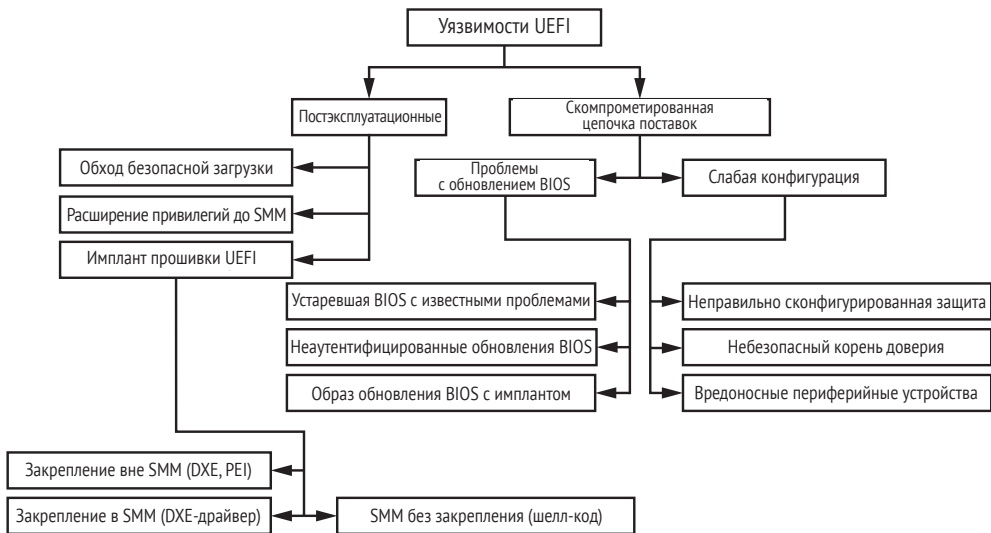 Уязвимости UEFI
Постэксплуатационные
Скомпрометированная
цепочка поставок
Обход безопасной загрузки
Проблемы
с обновлением BIOS
Слабая конфигурация
Расширение привилегий до SMM
Имплант прошивки UEFI
Устаревшая BIOS с известными проблемами
Неправильно сконфигурированная защита
Неаутентифицированные обновления BIOS
Небезопасный корень доверия
Образ обновления BIOS с имплантом
Вредоносные периферийные устройства
Закрепление вне SMM (DXE, PEI)
Закрепление в SMM (DXE-драйвер)
SMM без закрепления (шелл-код)